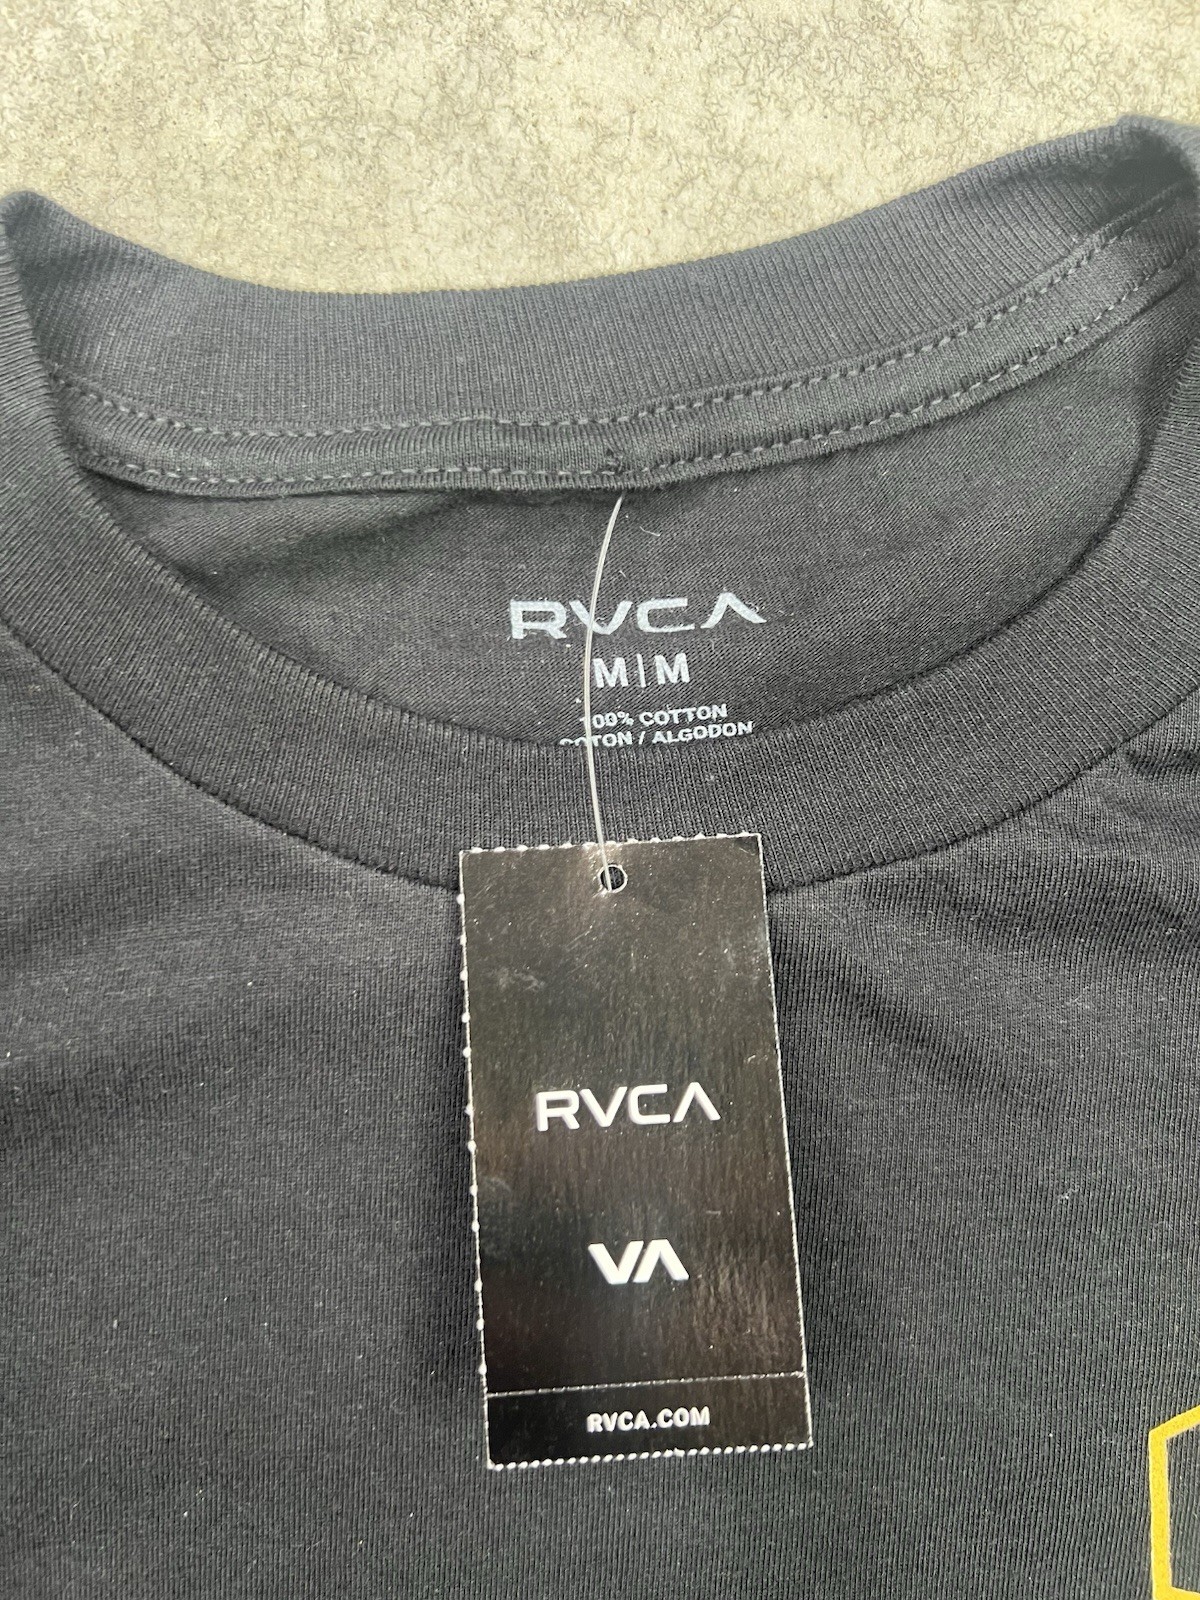 RVCA
M|M
100% COTTON
COTON / ALGODON
RVCA
VA
RVCA.COM